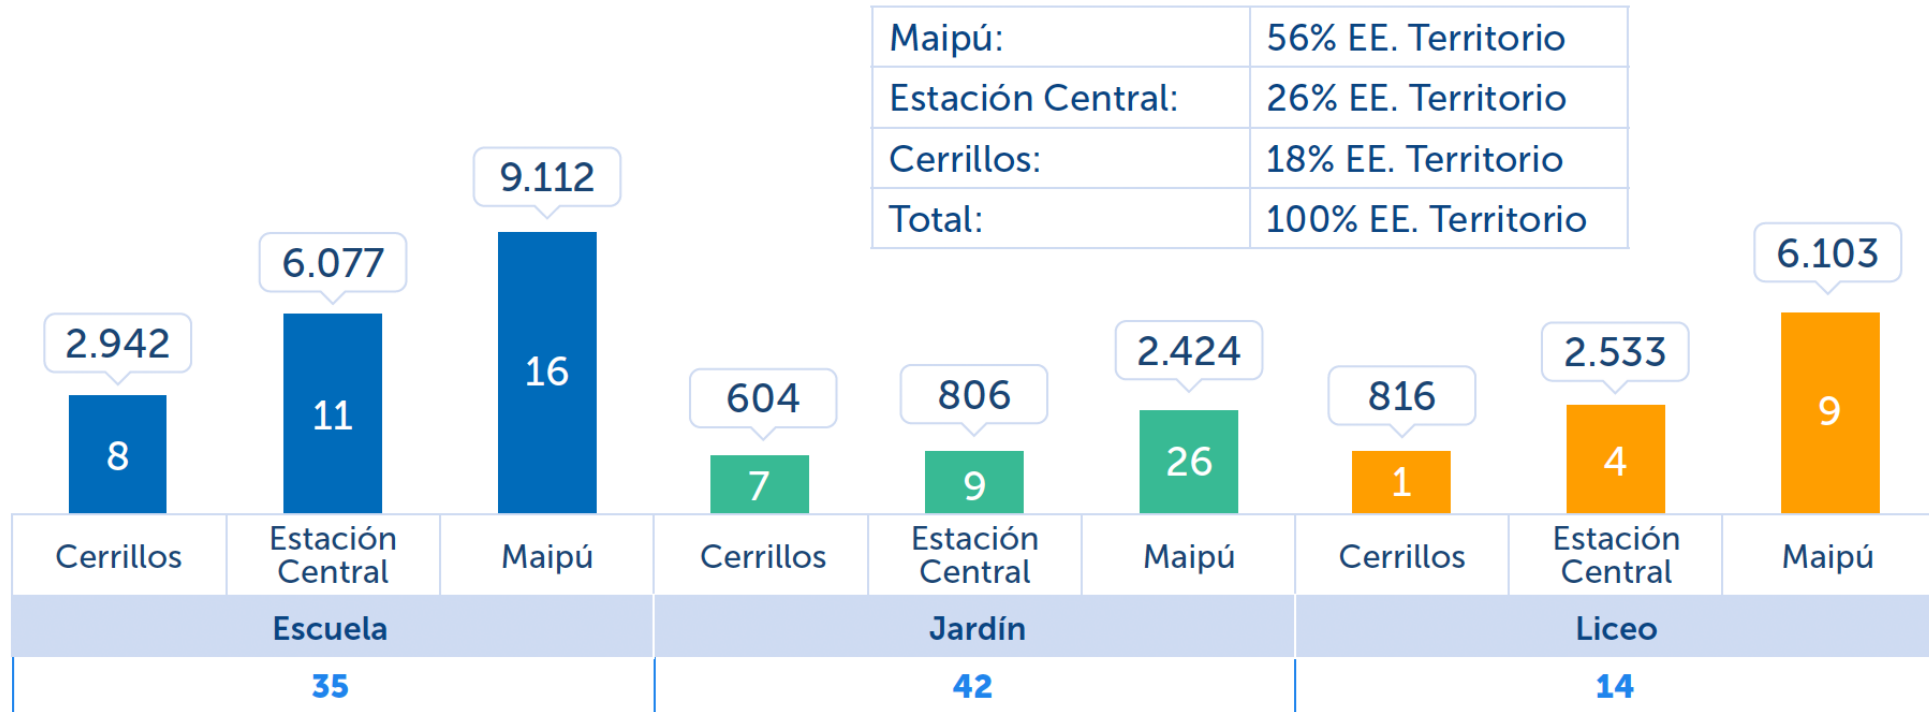 Maipú: 56% EE. Territorio
Estación Central: 26% EE. Territorio
Cerrillos: 18% EE. Territorio
Total: 100% EE. Territorio
2.942
6.077
9.112
604
806
2.424
816
2.533
6.103
8
11
16
7
9
26
1
4
9
Cerrillos
Estación
Central
Maipú
Cerrillos
Estación
Central
Maipú
Cerrillos
Estación
Central
Maipú
Escuela
Jardín
Liceo
35
42
14